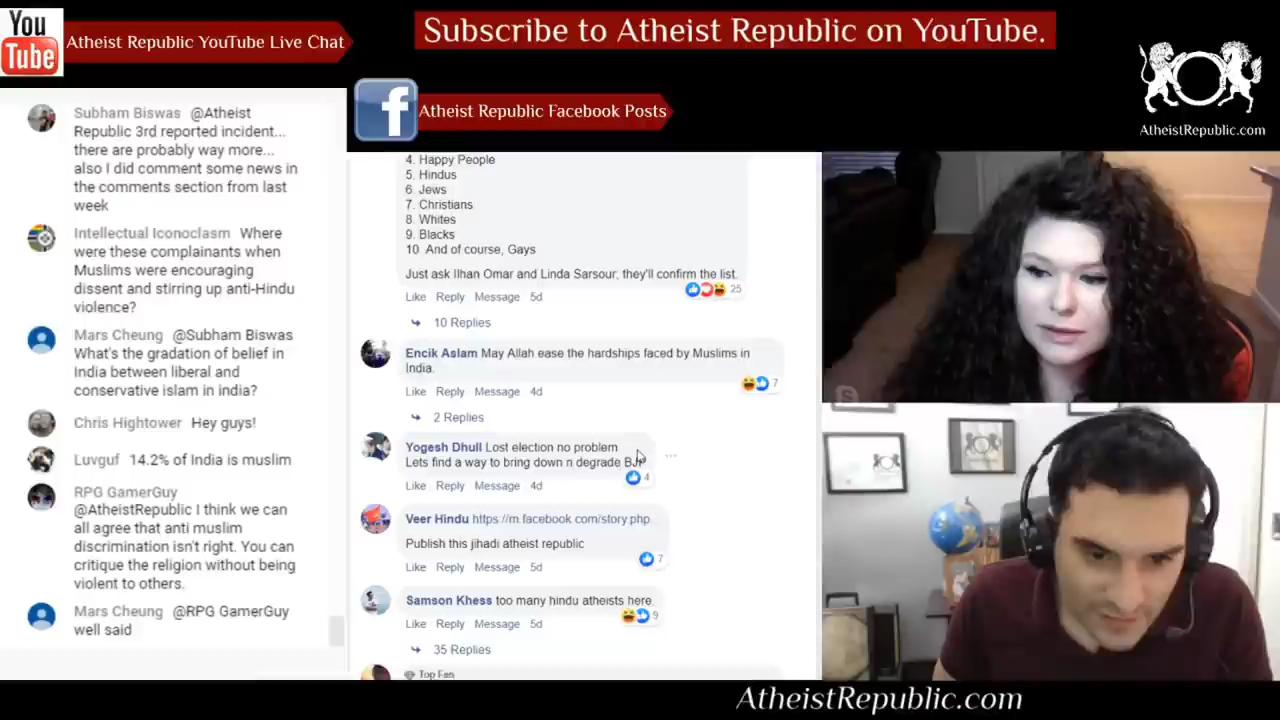 You
Tube
Atheist Republic YouTube Live Chat
Subscribe to Atheist Republic on YouTube.
AtheistRepublic.com
f
Atheist Republic Facebook Posts
Subham Biswas @Atheist
Republic 3rd reported incident...
there are probably way more...
also I did comment some news in
the comments section from last
week
Intellectual Iconoclasm Where
were these complainants when
Muslims were encouraging
dissent and stirring up anti-Hindu
violence?
Mars Cheung @Subham Biswas
What's the gradation of belief in
India between liberal and
conservative islam in india?
Chris Hightower Hey guys!
Luvguf 14.2% of India is muslim
RPG GamerGuy
@AtheistRepublic I think we can
all agree that anti muslim
discrimination isn't right. You can
critique the religion without being
violent to others.
Mars Cheung @RPG GamerGuy
well said
4. Happy People
5. Hindus
6. Jews
7. Christians
8. Whites
9. Blacks
10 And of course, Gays
Just ask Ilhan Omar and Linda Sarsour, they'll confirm the list.
25
Like Reply Message 5d
10 Replies
Encik Aslam May Allah ease the hardships faced by Muslims in
India.
7
Like Reply Message 4d
2 Replies
Yogesh Dhull Lost election no problem
Lets find a way to bring down n degrade BJP
4
Like Reply Message 4d
Veer Hindu https://m.facebook.com/story.php
Publish this jihadi atheist republic
7
Like Reply Message 5d
Samson Khess too many hindu atheists here
9
Like Reply Message 5d
35 Replies
Top Fan
AtheistRepublic.com